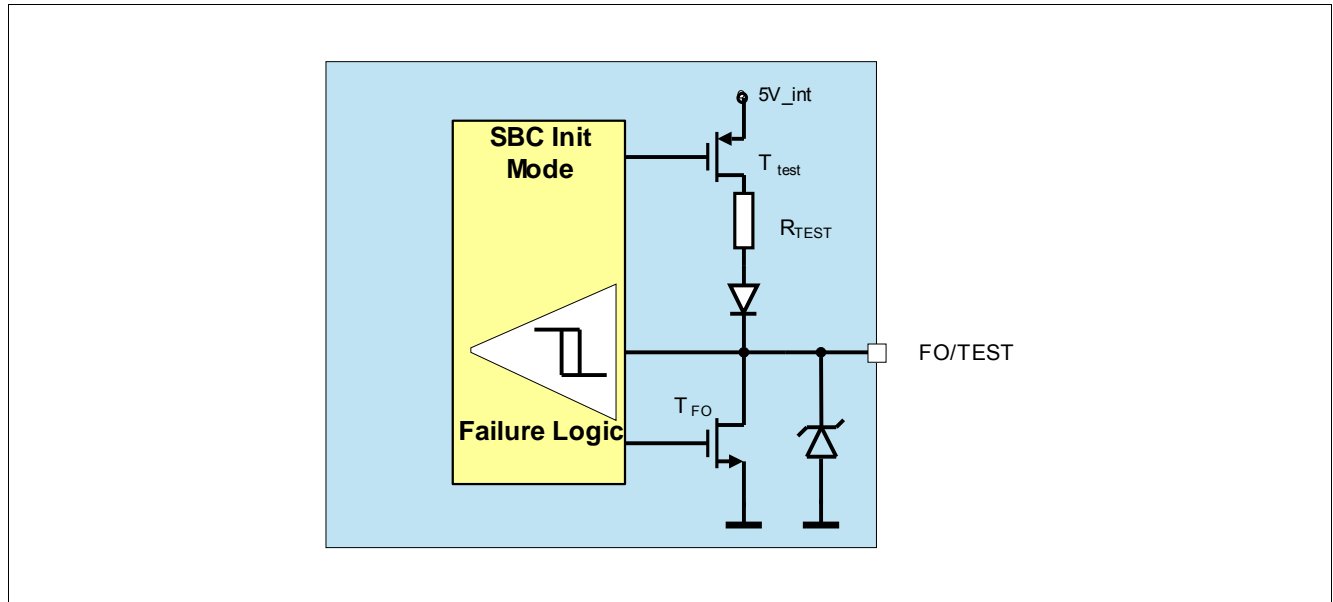 5V_int
SBC Init
Mode
T test
RTEST
FO/TEST
T FO
Failure Logic